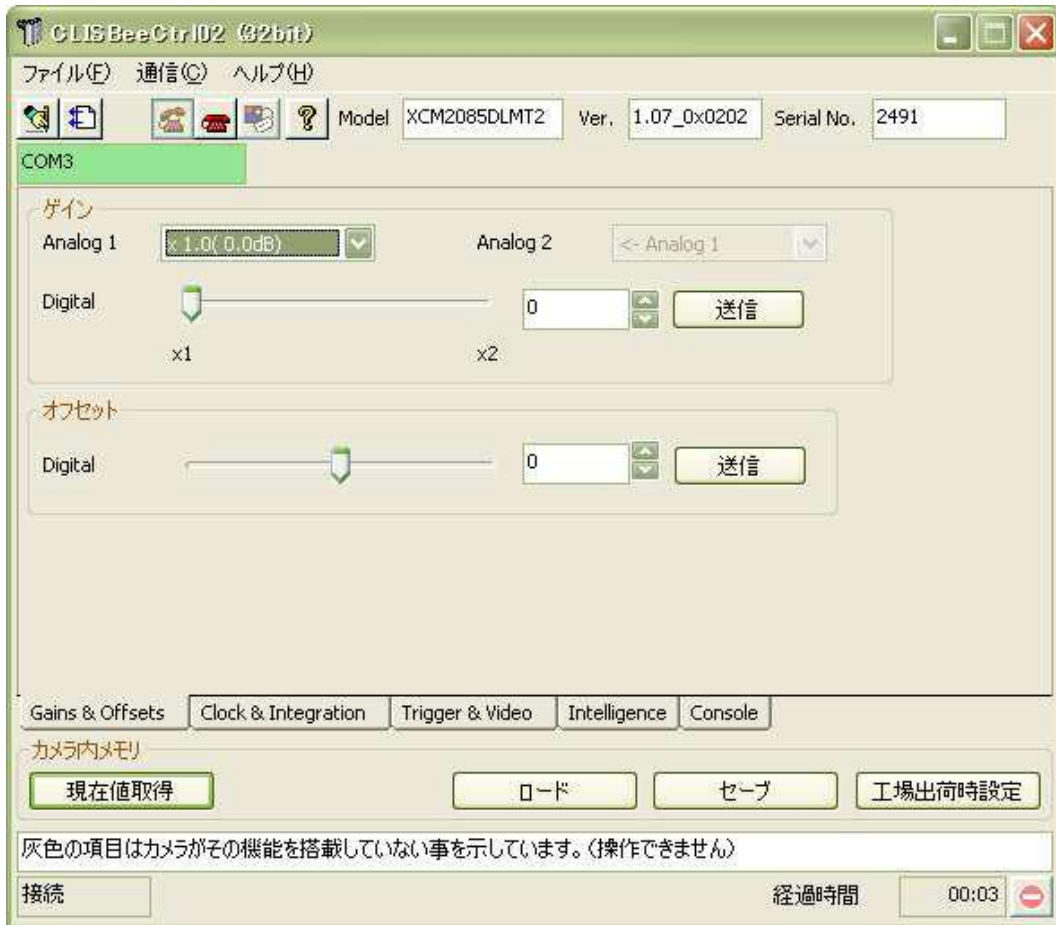 CLISBeeCtrl02 (32bit)
ファイル(F) 通信(C) ヘルプ(H)
Model XCM2085DLMT2 Ver. 1.07_0x0202 Serial No. 2491
COM3
ゲイン
Analog 1 x 1.0( 0.0dB) Analog 2 <- Analog 1
Digital 0 送信
x1 x2
オフセット
Digital 0 送信
Gains & Offsets Clock & Integration Trigger & Video Intelligence Console
カメラ内メモリ
現在値取得 ロード セーブ 工場出荷時設定
灰色の項目はカメラがその機能を搭載していない事を示しています。(操作できません)
接続 経過時間 00:03